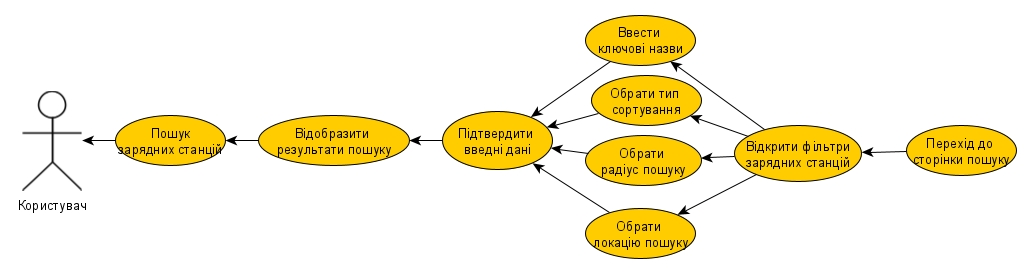 Користувач
Пошук
зарядних станцій
Відобразити
результати пошуку
Підтвердити
введні дані
Ввести
ключові назви
Обрати тип
сортування
Обрати
радіус пошуку
Обрати
локацію пошуку
Відкрити фільтри
зарядних станцій
Перехід до
сторінки пошуку